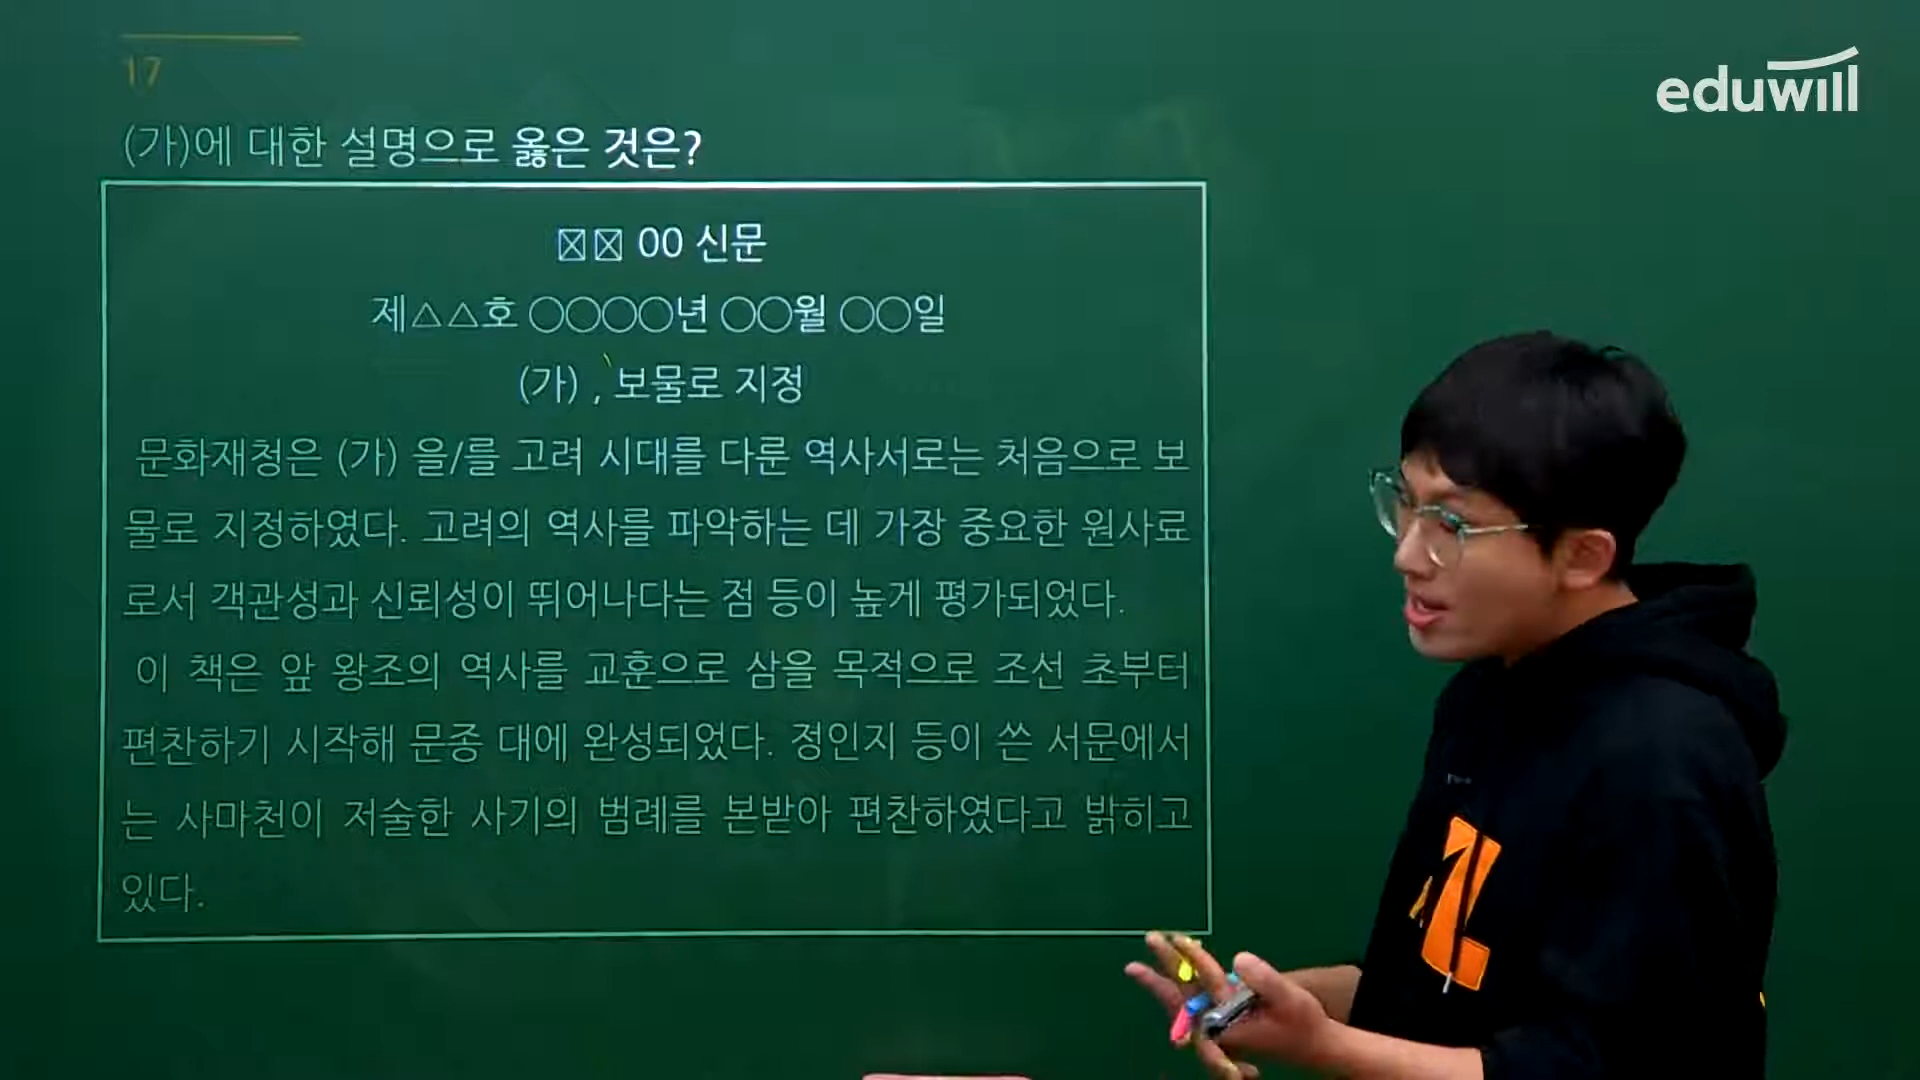 eduwill
17
(가)에 대한 설명으로 옳은 것은?
00 신문
제△△호 ○○○○년 ○○월 ○○일
(가) , 보물로 지정
문화재청은 (가) 을/를 고려 시대를 다룬 역사서로는 처음으로 보
물로 지정하였다. 고려의 역사를 파악하는 데 가장 중요한 원사료
로서 객관성과 신뢰성이 뛰어나다는 점 등이 높게 평가되었다.
이 책은 앞 왕조의 역사를 교훈으로 삼을 목적으로 조선 초부터
편찬하기 시작해 문종 대에 완성되었다. 정인지 등이 쓴 서문에서
는 사마천이 저술한 사기의 범례를 본받아 편찬하였다고 밝히고
있다.